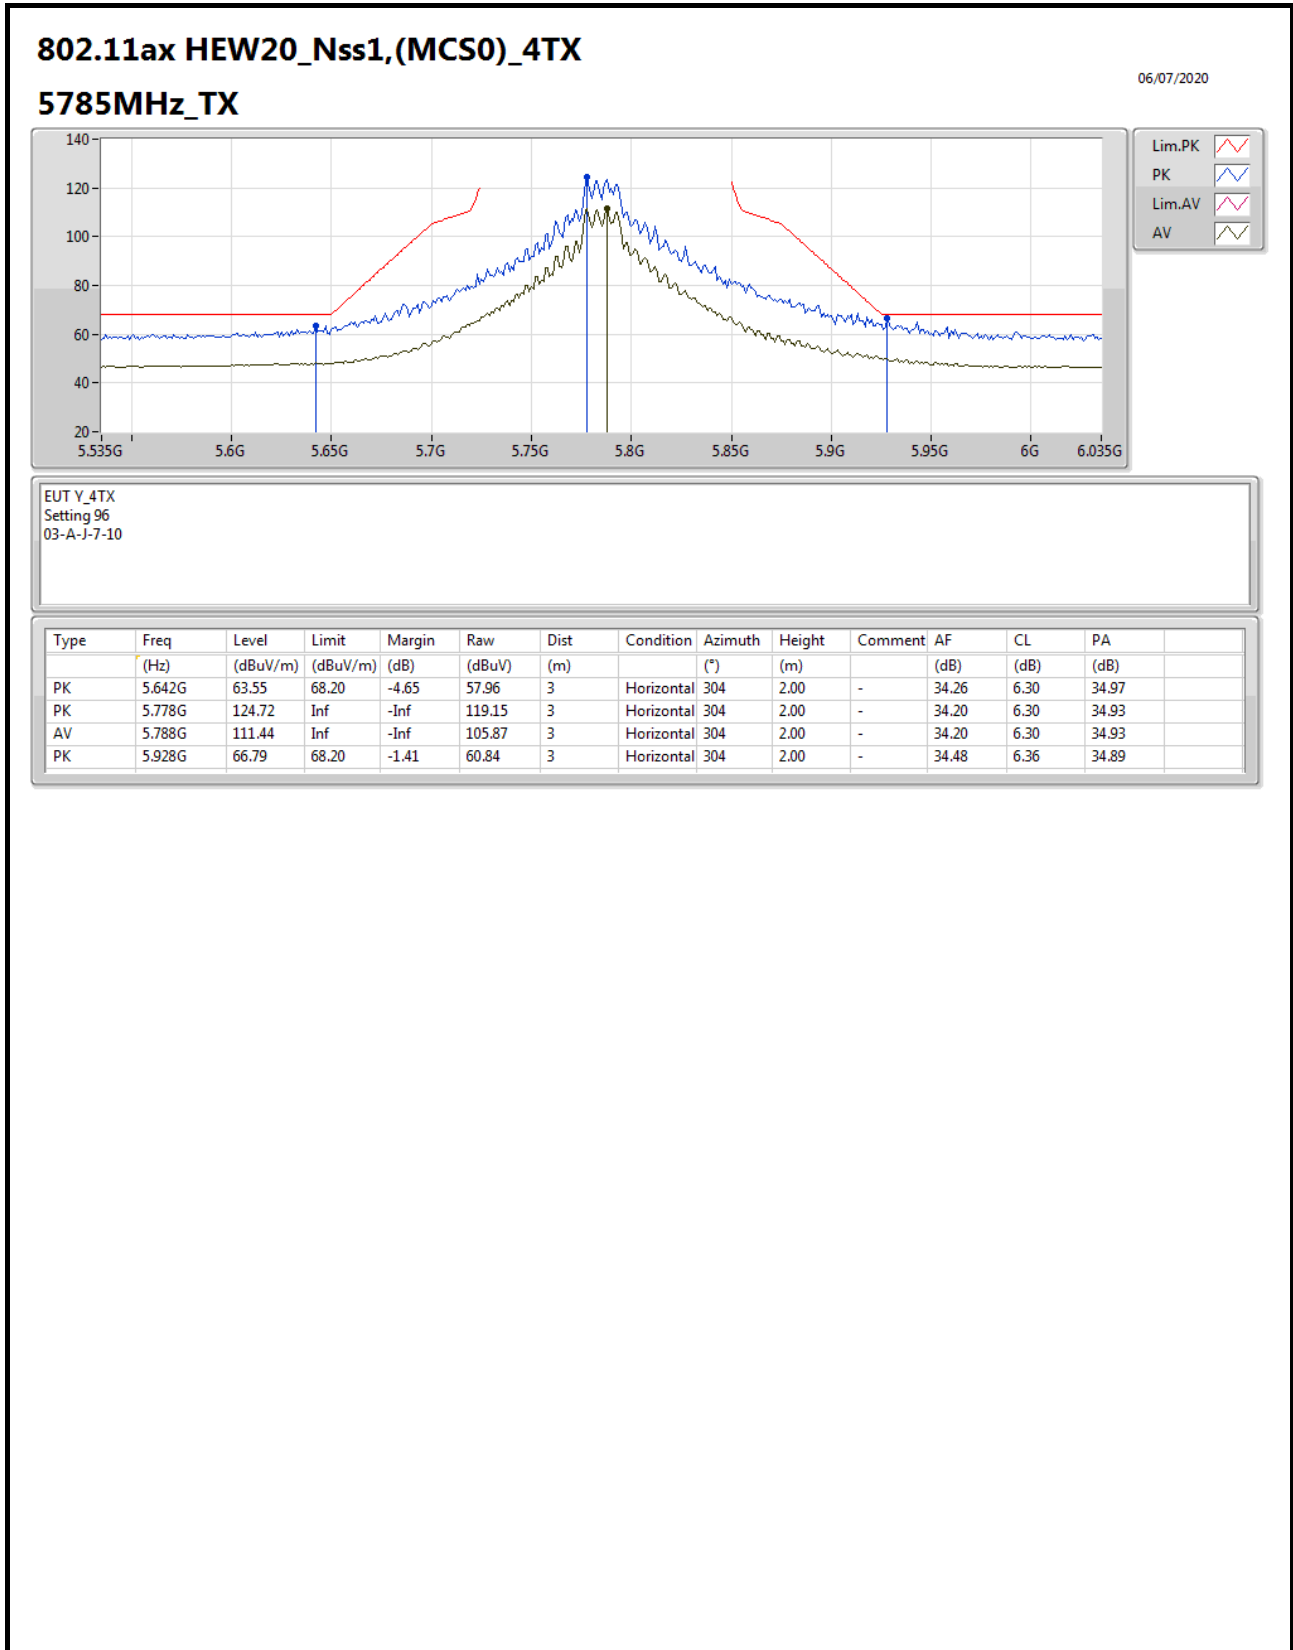 802.11ax HEW20_Nss1,(MCS0)_4TX
06/07/2020
5785MHz_TX
140
120
100
80
60
40
20
5.535G 5.6G 5.65G 5.7G 5.75G 5.8G 5.85G 5.9G 5.95G 6G 6.035G
Lim.PK
PK
Lim.AV
AV
EUT Y_4TX
Setting 96
03-A-J-7-10
Type Freq Level Limit Margin Raw Dist Condition Azimuth Height Comment AF CL PA
(Hz) (dBuV/m) (dBuV/m) (dB) (dBuV) (m) (°) (m) (dB) (dB) (dB)
PK 5.642G 63.55 68.20 -4.65 57.96 3 Horizontal 304 2.00 - 34.26 6.30 34.97
PK 5.778G 124.72 Inf -Inf 119.15 3 Horizontal 304 2.00 - 34.20 6.30 34.93
AV 5.788G 111.44 Inf -Inf 105.87 3 Horizontal 304 2.00 - 34.20 6.30 34.93
PK 5.928G 66.79 68.20 -1.41 60.84 3 Horizontal 304 2.00 - 34.48 6.36 34.89